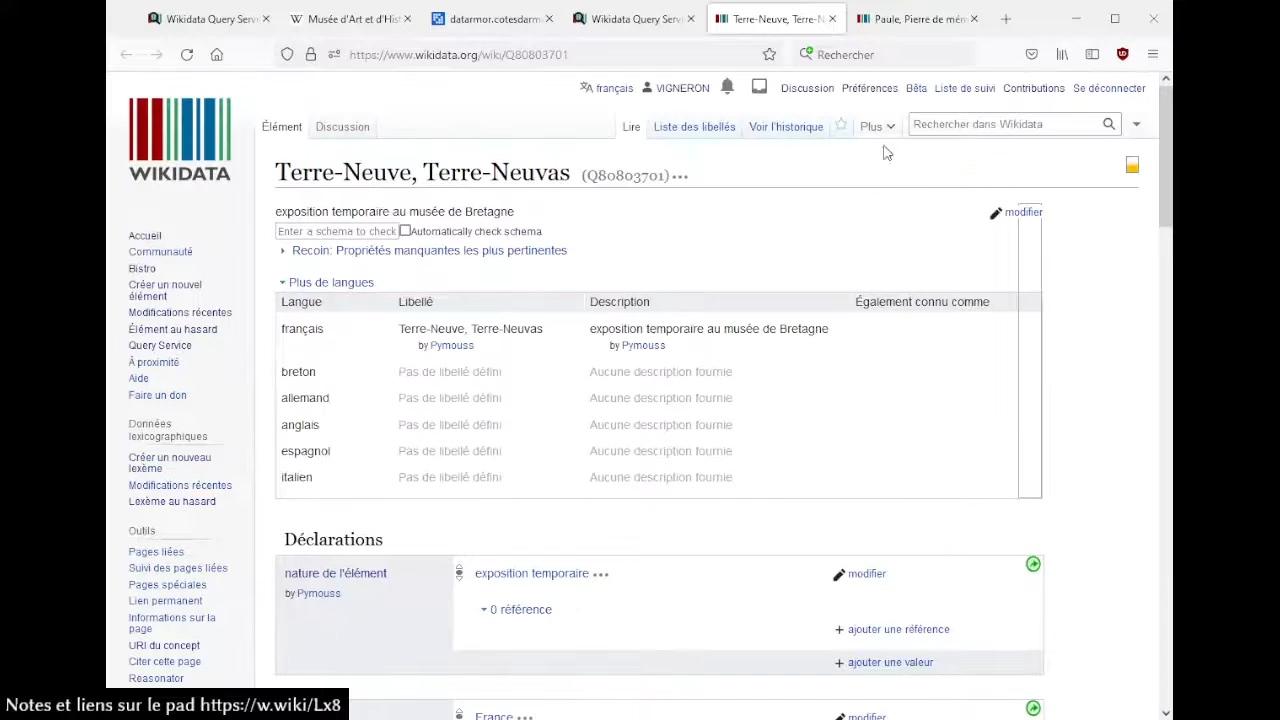 Wikidata Query Serv
Musée d'Art et d'His
datarmor.cotesdarm
Wikidata Query Serv
Terre-Neuve, Terre-N
Paule, Pierre de mém
https://www.wikidata.org/wiki/Q80803701
Rechercher
français
VIGNERON
Discussion
Préférences
Bêta
Liste de suivi
Contributions
Se déconnecter
WIKIDATA
Élément
Discussion
Lire
Liste des libellés
Voir l'historique
Plus
Rechercher dans Wikidata
Terre-Neuve, Terre-Neuvas (Q80803701)
exposition temporaire au musée de Bretagne
modifier
Enter a schema to check
Automatically check schema
Recoin: Propriétés manquantes les plus pertinentes
Plus de langues
Langue Libellé Description Également connu comme
français Terre-Neuve, Terre-Neuvas exposition temporaire au musée de Bretagne
by Pymouss by Pymouss
breton Pas de libellé défini Aucune description fournie
allemand Pas de libellé défini Aucune description fournie
anglais Pas de libellé défini Aucune description fournie
espagnol Pas de libellé défini Aucune description fournie
italien Pas de libellé défini Aucune description fournie
Déclarations
nature de l'élément
by Pymouss
exposition temporaire
modifier
0 référence
+ ajouter une référence
+ ajouter une valeur
France
modifier
Accueil
Communauté
Bistro
Créer un nouvel
élément
Modifications récentes
Élément au hasard
Query Service
À proximité
Aide
Faire un don
Données
lexicographiques
Créer un nouveau
lexème
Modifications récentes
Lexème au hasard
Outils
Pages liées
Suivi des pages liées
Pages spéciales
Lien permanent
Informations sur la
page
URI du concept
Citer cette page
Reasonator
Notes et liens sur le pad https://w.wiki/Lx8